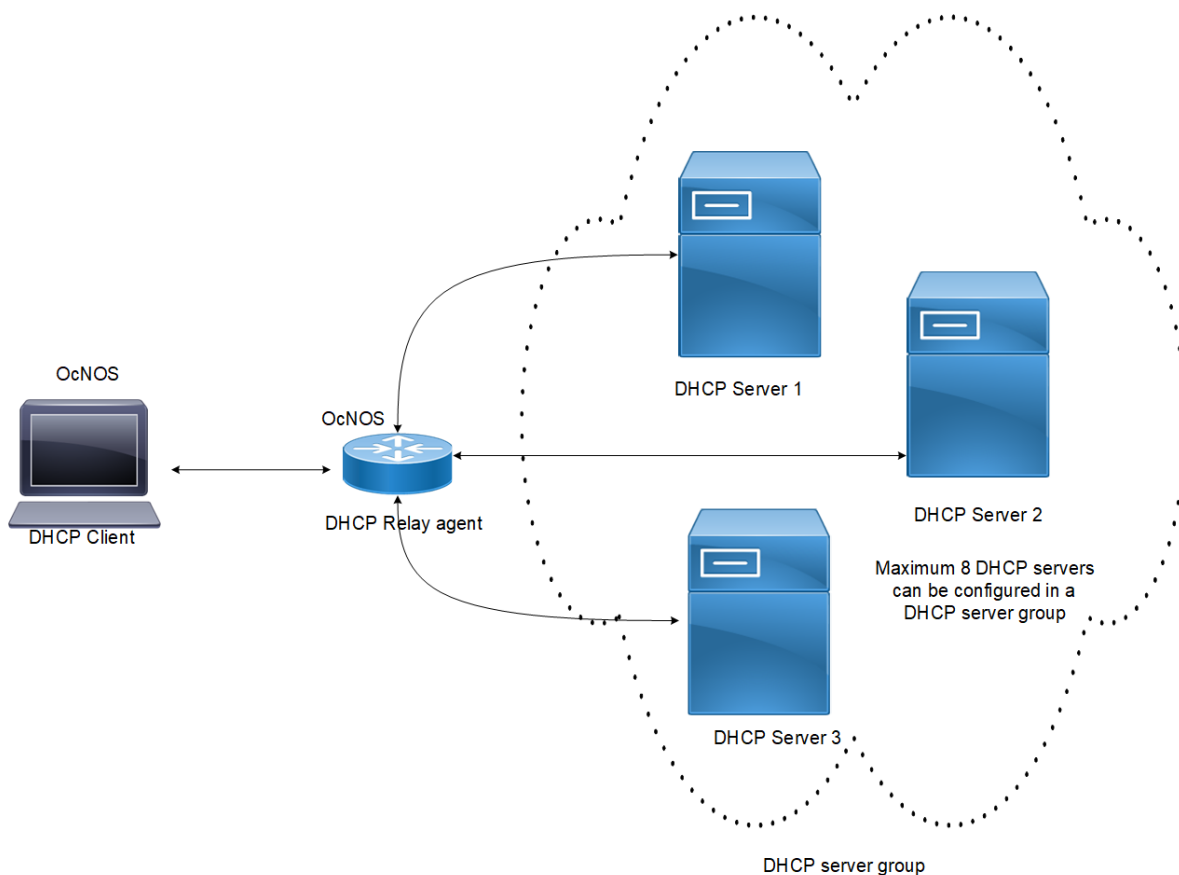 OcNOS
DHCP Client
OcNOS
DHCP Relay agent
DHCP Server 1
DHCP Server 2
Maximum 8 DHCP servers
can be configured in a
DHCP server group
DHCP Server 3
DHCP server group